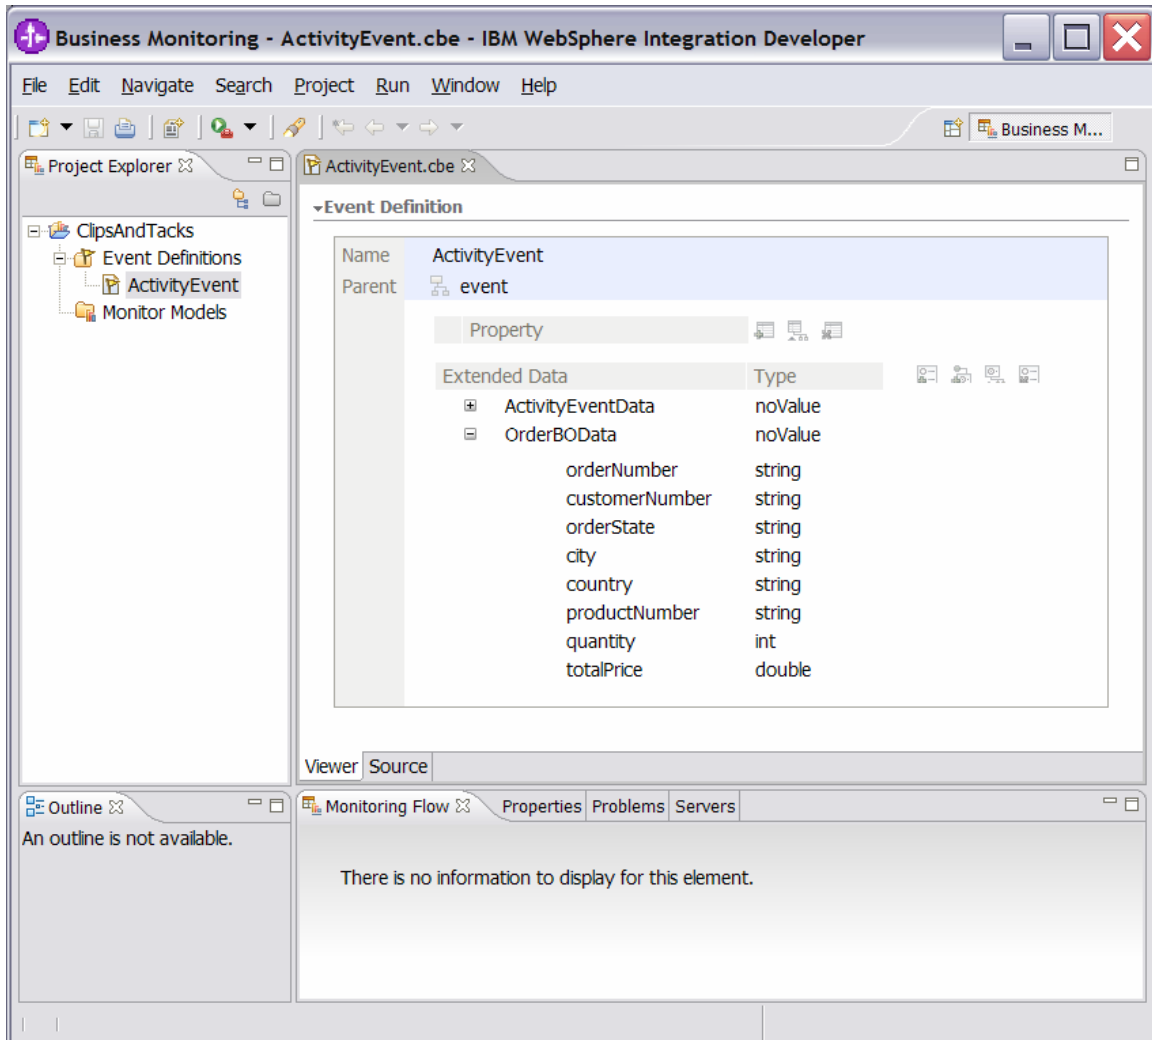 Business Monitoring - ActivityEvent.cbe - IBM WebSphere Integration Developer
File Edit Navigate Search Project Run Window Help
Business M...
Project Explorer
ClipsAndTacks
Event Definitions
ActivityEvent
Monitor Models
ActivityEvent.cbe
Event Definition
Name ActivityEvent
Parent event
Property
Extended Data Type
ActivityEventData noValue
OrderBOData noValue
orderNumber string
customerNumber string
orderState string
city string
country string
productNumber string
quantity int
totalPrice double
Viewer Source
Outline
An outline is not available.
Monitoring Flow Properties Problems Servers
There is no information to display for this element.